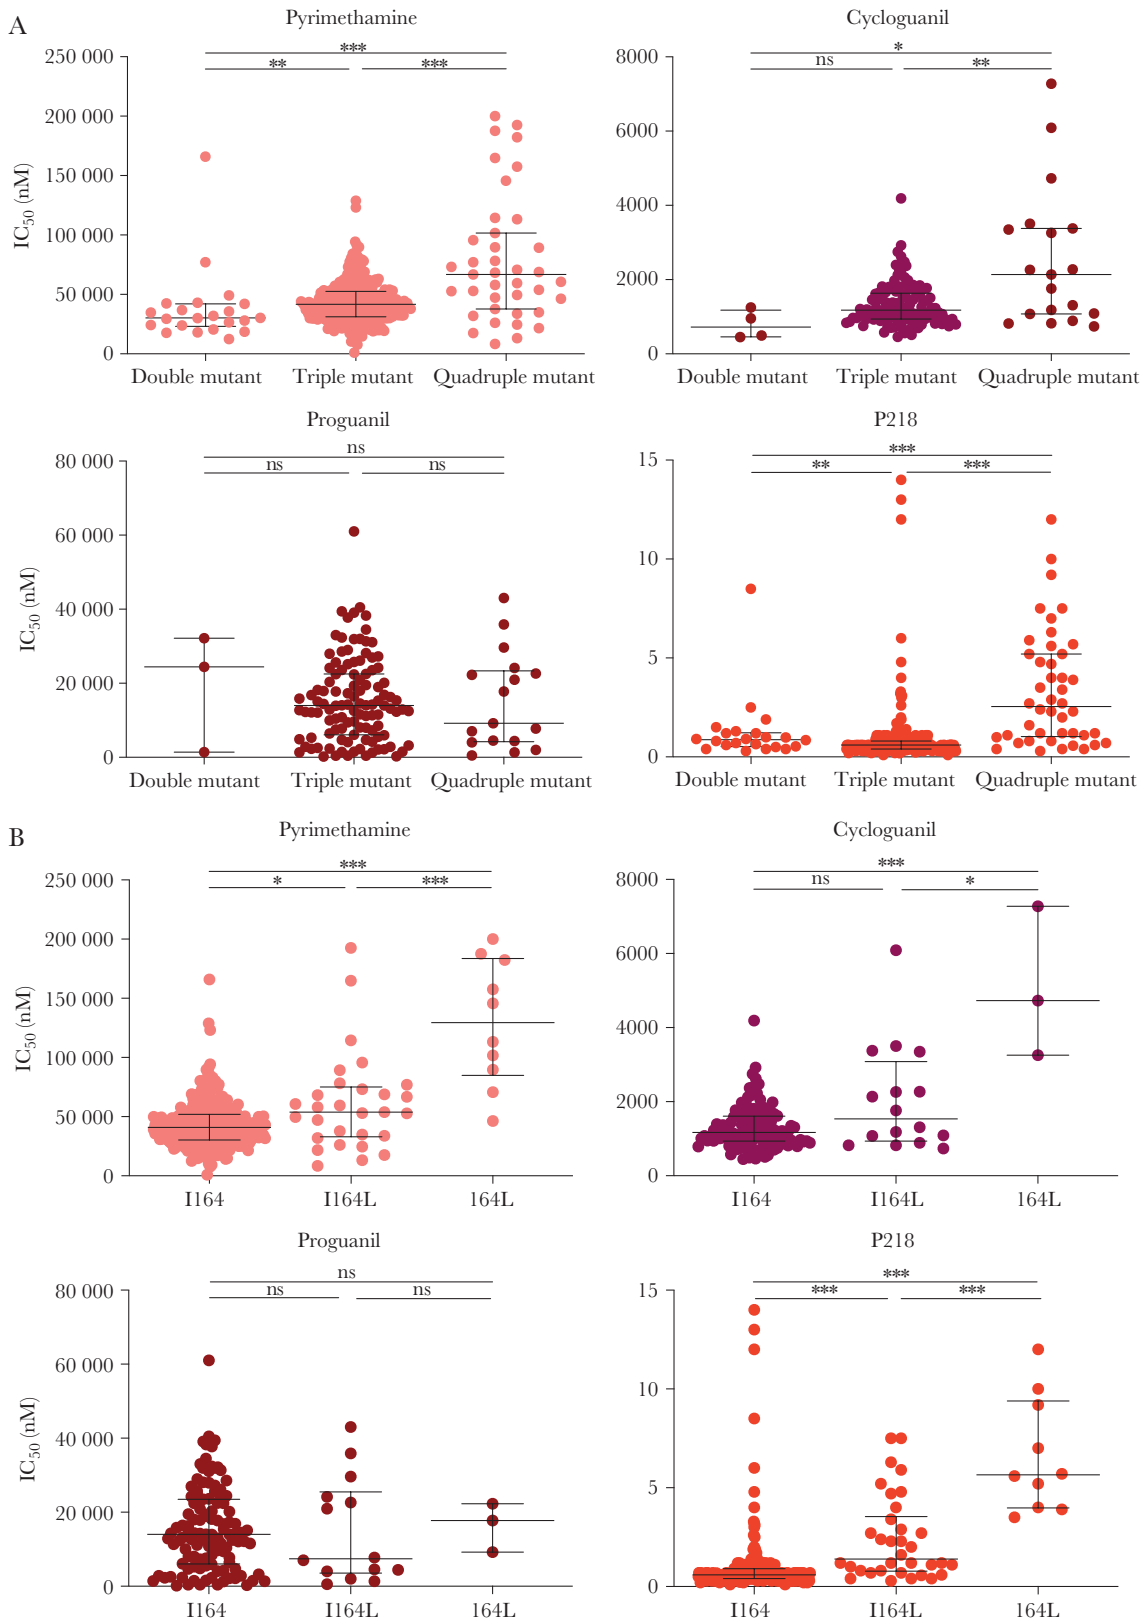 A
Pyrimethamine
Cycloguanil
*** 
** ***
*
ns **
IC50 (nM)
250 000
200 000
150 000
100 000
50 000
0
8000
6000
4000
2000
0
Double mutant Triple mutant Quadruple mutant
Double mutant Triple mutant Quadruple mutant
Proguanil
P218
ns
ns ns
***
** ***
IC50 (nM)
80 000
60 000
40 000
20 000
0
15
10
5
0
Double mutant Triple mutant Quadruple mutant
Double mutant Triple mutant Quadruple mutant
B
Pyrimethamine
Cycloguanil
***
* ***
***
ns *
IC50 (nM)
250 000
200 000
150 000
100 000
50 000
0
8000
6000
4000
2000
0
I164 I164L 164L
I164 I164L 164L
Proguanil
P218
ns
ns ns
***
*** ***
IC50 (nM)
80 000
60 000
40 000
20 000
0
15
10
5
0
I164 I164L 164L
I164 I164L 164L